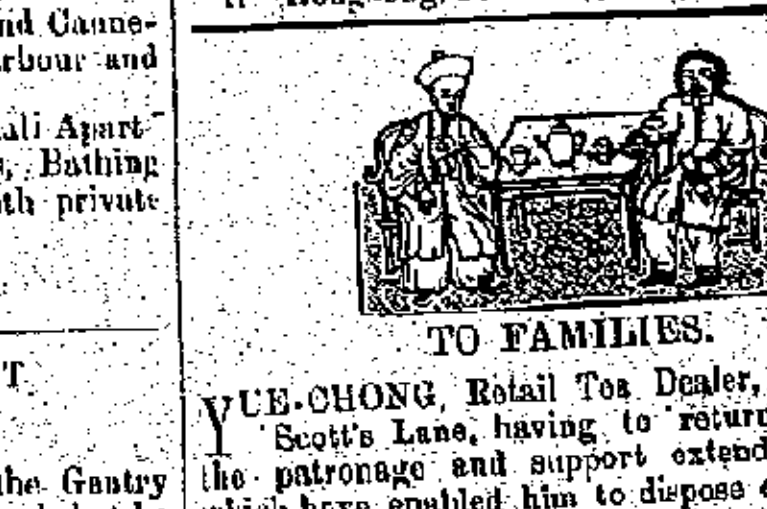 nd Canne-
rbour and
ali Apart-
s, Bathing
th private
T
the Gantry
TO FAMILIES.
YUE-CHONG, Retail Tea Dealer,
Scott's Lane, having to return
the patronage and support extend
which have enabled him to dispose